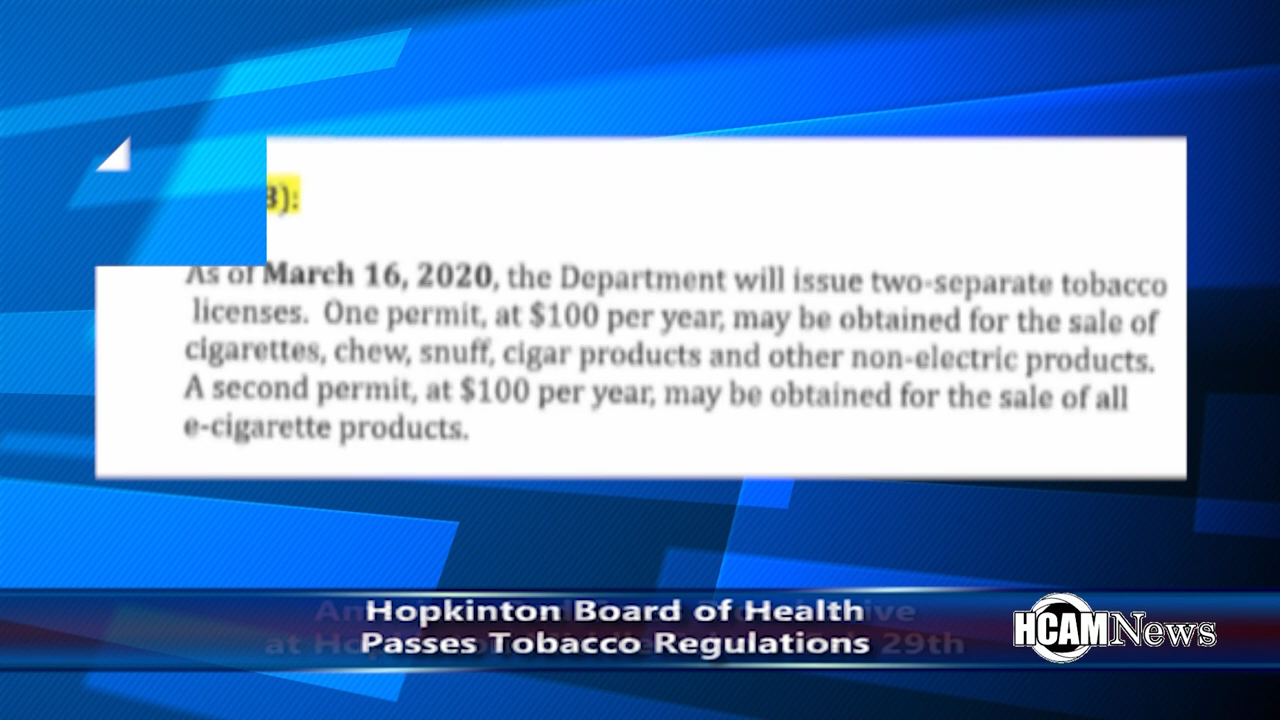 3):
As of March 16, 2020, the Department will issue two-separate tobacco
licenses. One permit, at $100 per year, may be obtained for the sale of
cigarettes, chew, snuff, cigar products and other non-electric products.
A second permit, at $100 per year, may be obtained for the sale of all
e-cigarette products.
Hopkinton Board of Health
Passes Tobacco Regulations
29th
HCAM News